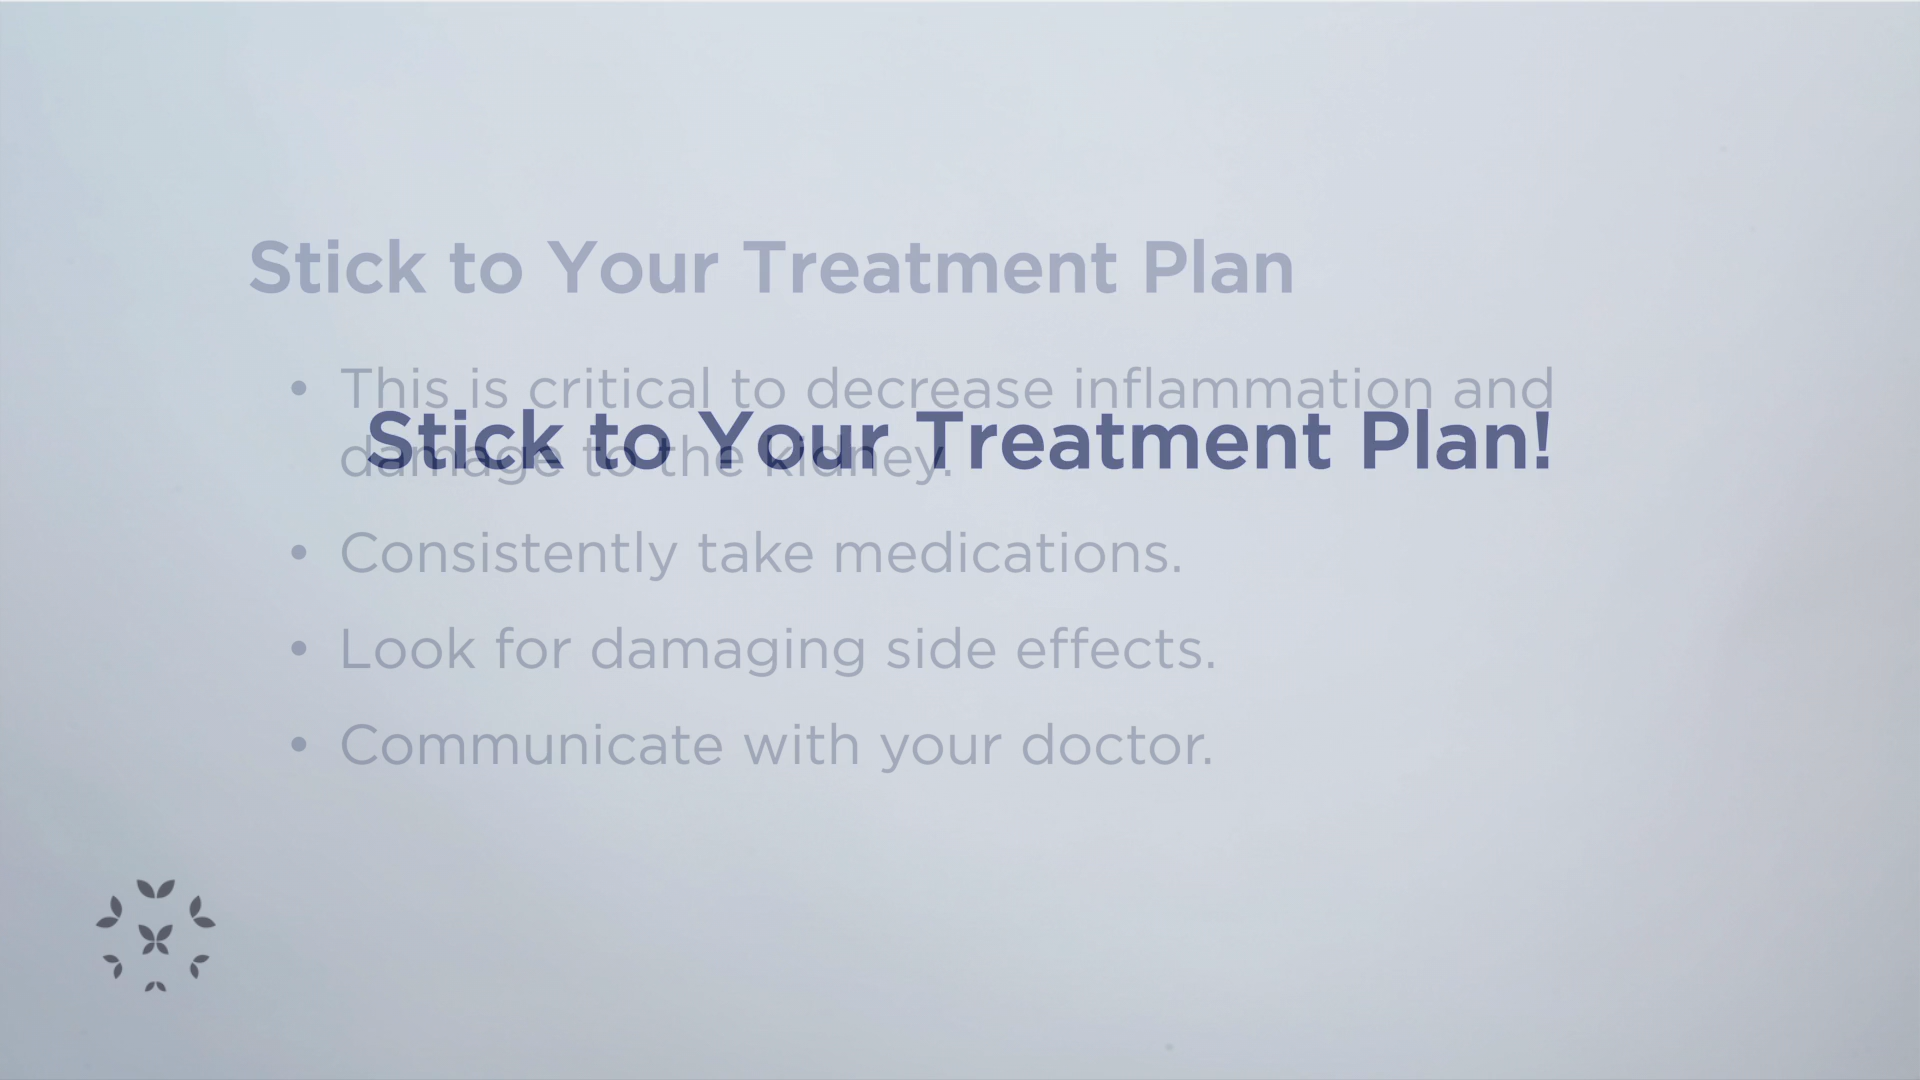 Stick to Your Treatment Plan
• This is critical to decrease inflammation and
Stick to Your Treatment Plan!
damage to the kidney.
• Consistently take medications.
• Look for damaging side effects.
• Communicate with your doctor.